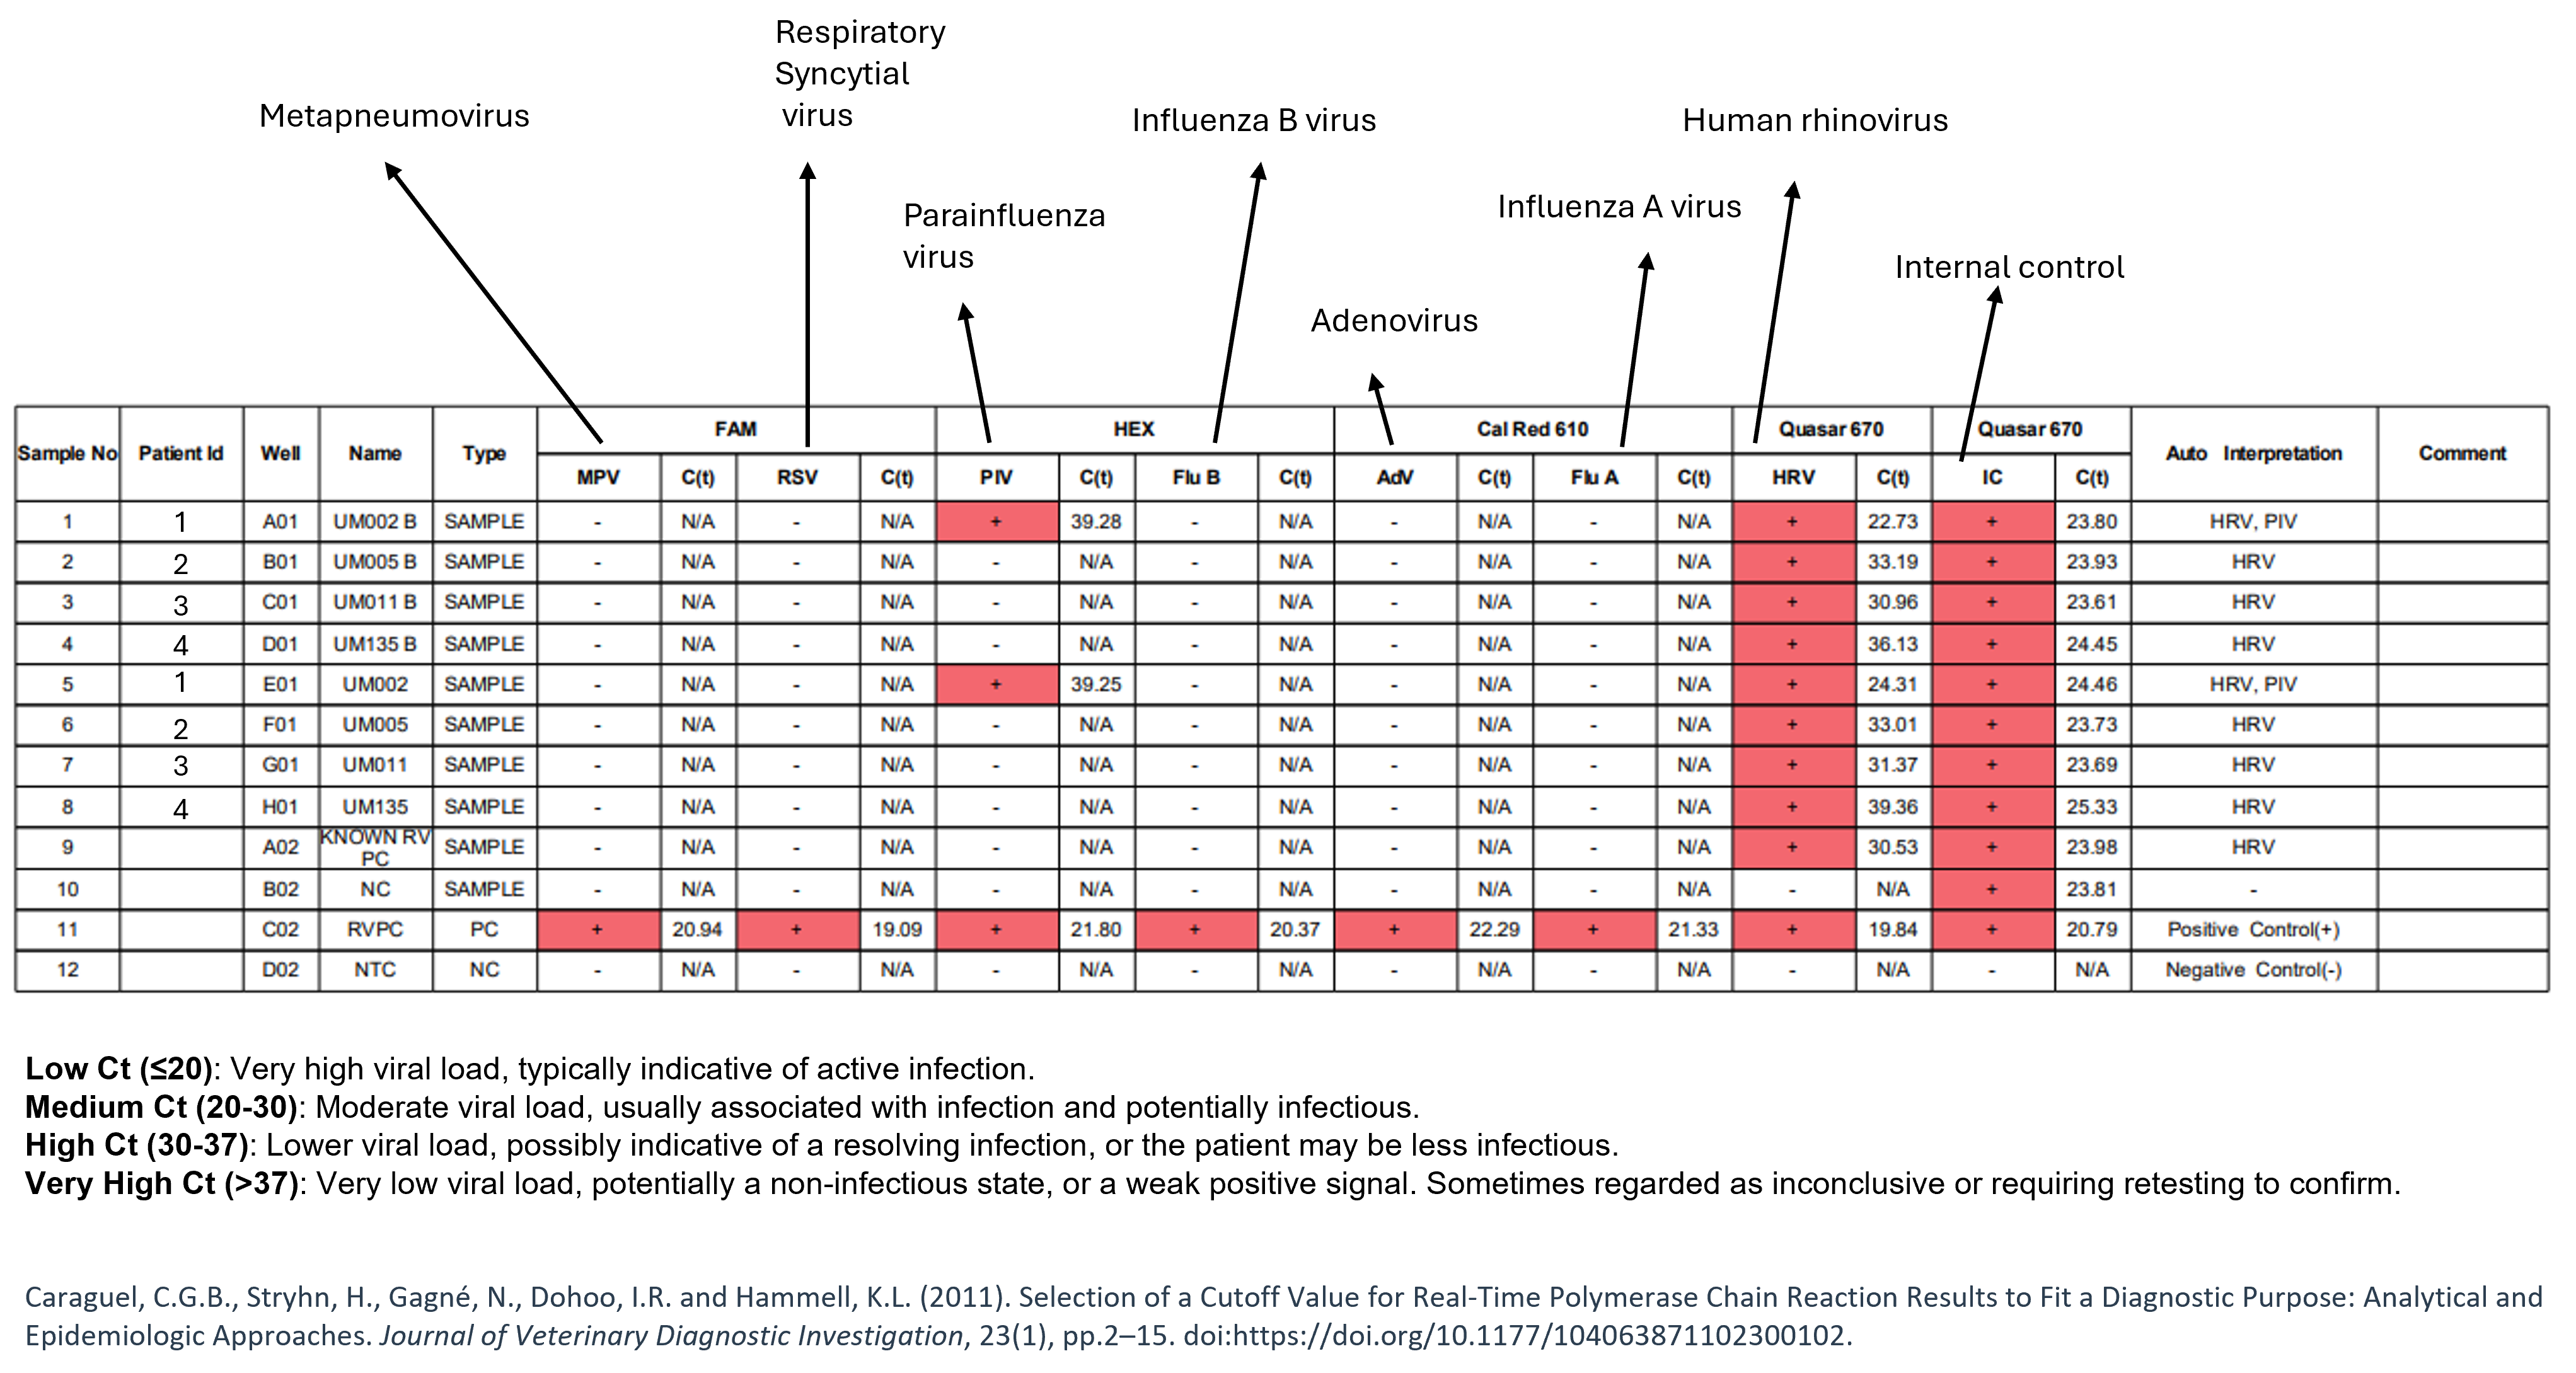 Respiratory
Syncytial
virus
Metapneumovirus
Influenza B virus
Human rhinovirus
Parainfluenza
virus
Influenza A virus
Internal control
Adenovirus
Sample No Patient Id Well Name Type FAM HEX Cal Red 610 Quasar 670 Quasar 670 Auto Interpretation Comment
MPV C(t) RSV C(t) PIV C(t) Flu B C(t) AdV C(t) Flu A C(t) HRV C(t) IC C(t)
1 1 A01 UM002 B SAMPLE - N/A - N/A + 39.28 - N/A - N/A - N/A + 22.73 + 23.80 HRV, PIV
2 2 B01 UM005 B SAMPLE - N/A - N/A - N/A - N/A - N/A - N/A + 33.19 + 23.93 HRV
3 3 C01 UM011 B SAMPLE - N/A - N/A - N/A - N/A - N/A - N/A + 30.96 + 23.61 HRV
4 4 D01 UM135 B SAMPLE - N/A - N/A - N/A - N/A - N/A - N/A + 36.13 + 24.45 HRV
5 1 E01 UM002 SAMPLE - N/A - N/A + 39.25 - N/A - N/A - N/A + 24.31 + 24.46 HRV, PIV
6 2 F01 UM005 SAMPLE - N/A - N/A - N/A - N/A - N/A - N/A + 33.01 + 23.73 HRV
7 3 G01 UM011 SAMPLE - N/A - N/A - N/A - N/A - N/A - N/A + 31.37 + 23.69 HRV
8 4 H01 UM135 SAMPLE - N/A - N/A - N/A - N/A - N/A - N/A + 39.36 + 25.33 HRV
9 A02 KNOWN RV PC SAMPLE - N/A - N/A - N/A - N/A - N/A - N/A + 30.53 + 23.98 HRV
10 B02 NC SAMPLE - N/A - N/A - N/A - N/A - N/A - N/A - N/A + 23.81 -
11 C02 RVPC PC + 20.94 + 19.09 + 21.80 + 20.37 + 22.29 + 21.33 + 19.84 + 20.79 Positive Control(+)
12 D02 NTC NC - N/A - N/A - N/A - N/A - N/A - N/A - N/A - N/A Negative Control(-)
Low Ct (≤20): Very high viral load, typically indicative of active infection.
Medium Ct (20-30): Moderate viral load, usually associated with infection and potentially infectious.
High Ct (30-37): Lower viral load, possibly indicative of a resolving infection, or the patient may be less infectious.
Very High Ct (>37): Very low viral load, potentially a non-infectious state, or a weak positive signal. Sometimes regarded as inconclusive or requiring retesting to confirm.
Caraguel, C.G.B., Stryhn, H., Gagné, N., Dohoo, I.R. and Hammell, K.L. (2011). Selection of a Cutoff Value for Real-Time Polymerase Chain Reaction Results to Fit a Diagnostic Purpose: Analytical and
Epidemiologic Approaches. Journal of Veterinary Diagnostic Investigation, 23(1), pp.2–15. doi:https://doi.org/10.1177/104063871102300102.